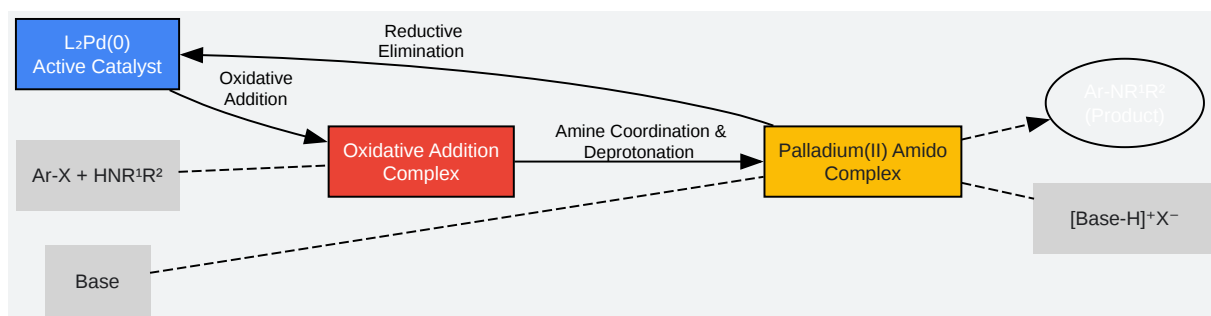 L₂Pd(0)
Active Catalyst
Reductive
Elimination
Oxidative
Addition
Ar-NR¹R²
(Product)
Ar-X + HNR¹R²
Oxidative Addition
Complex
Amine Coordination &
Deprotonation
Palladium(II) Amido
Complex
[Base-H]⁺X⁻
Base